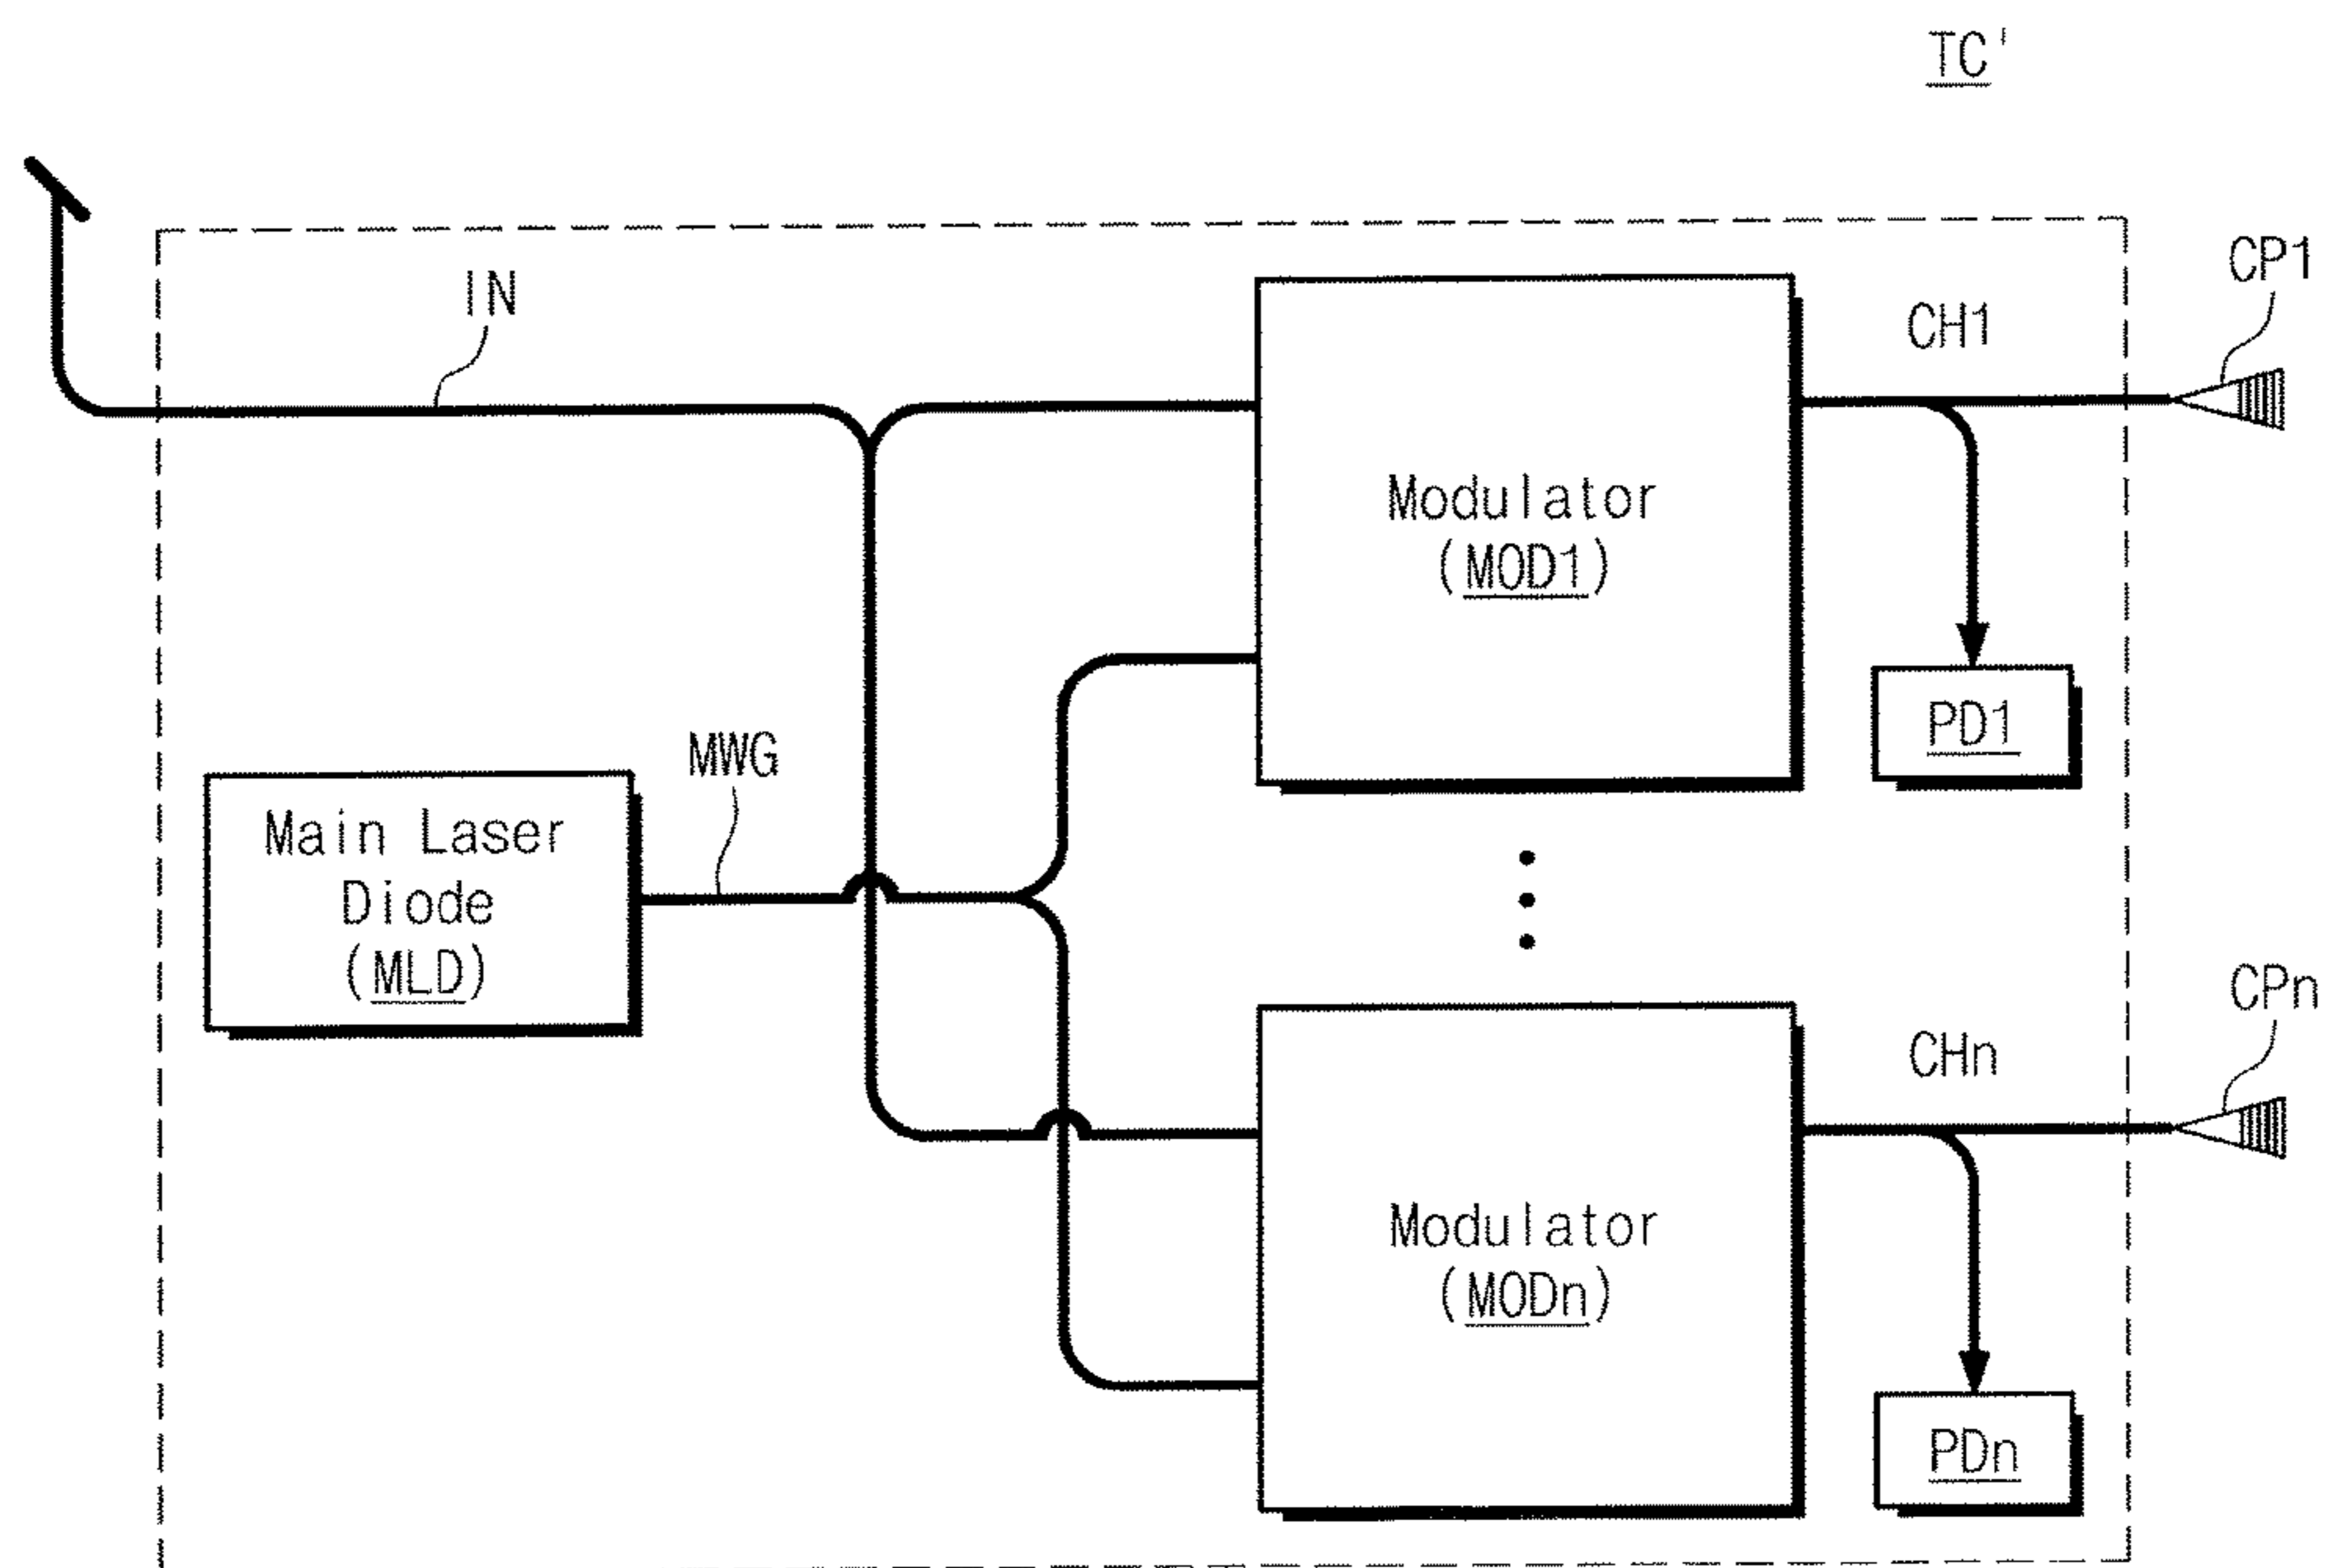 TC'
IN
CP1
CH1
Modulator
(MOD1)
PD1
MWG
Main Laser
Diode
(MLD)
CPn
CHn
Modulator
(MODn)
PDn